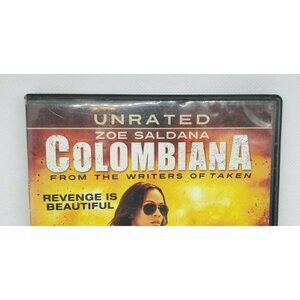 UNRATED
ZOE SALDANA
COLOMBIANA
FROM THE WRITERS OF TAKEN
REVENGE IS
BEAUTIFUL